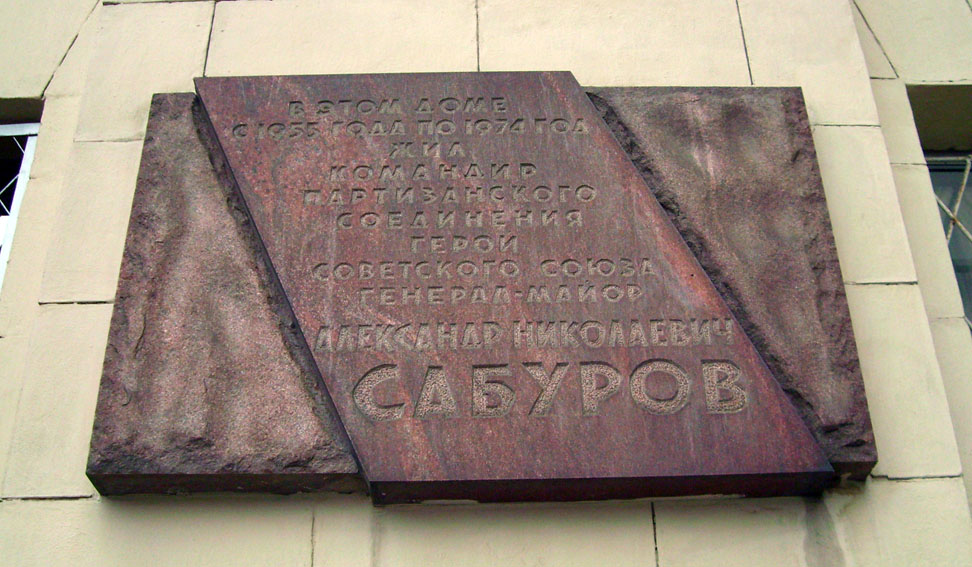 В ЭТОМ ДОМЕ
С 1955 ГОДА ПО 1974 ГОД
ЖИЛ
КОМАНДИР
ПАРТИЗАНСКОГО
СОЕДИНЕНИЯ
ГЕРОЙ
СОВЕТСКОГО СОЮЗА
ГЕНЕРАЛ-МАЙОР
АЛЕКСАНДР НИКОЛАЕВИЧ
САБУРОВ